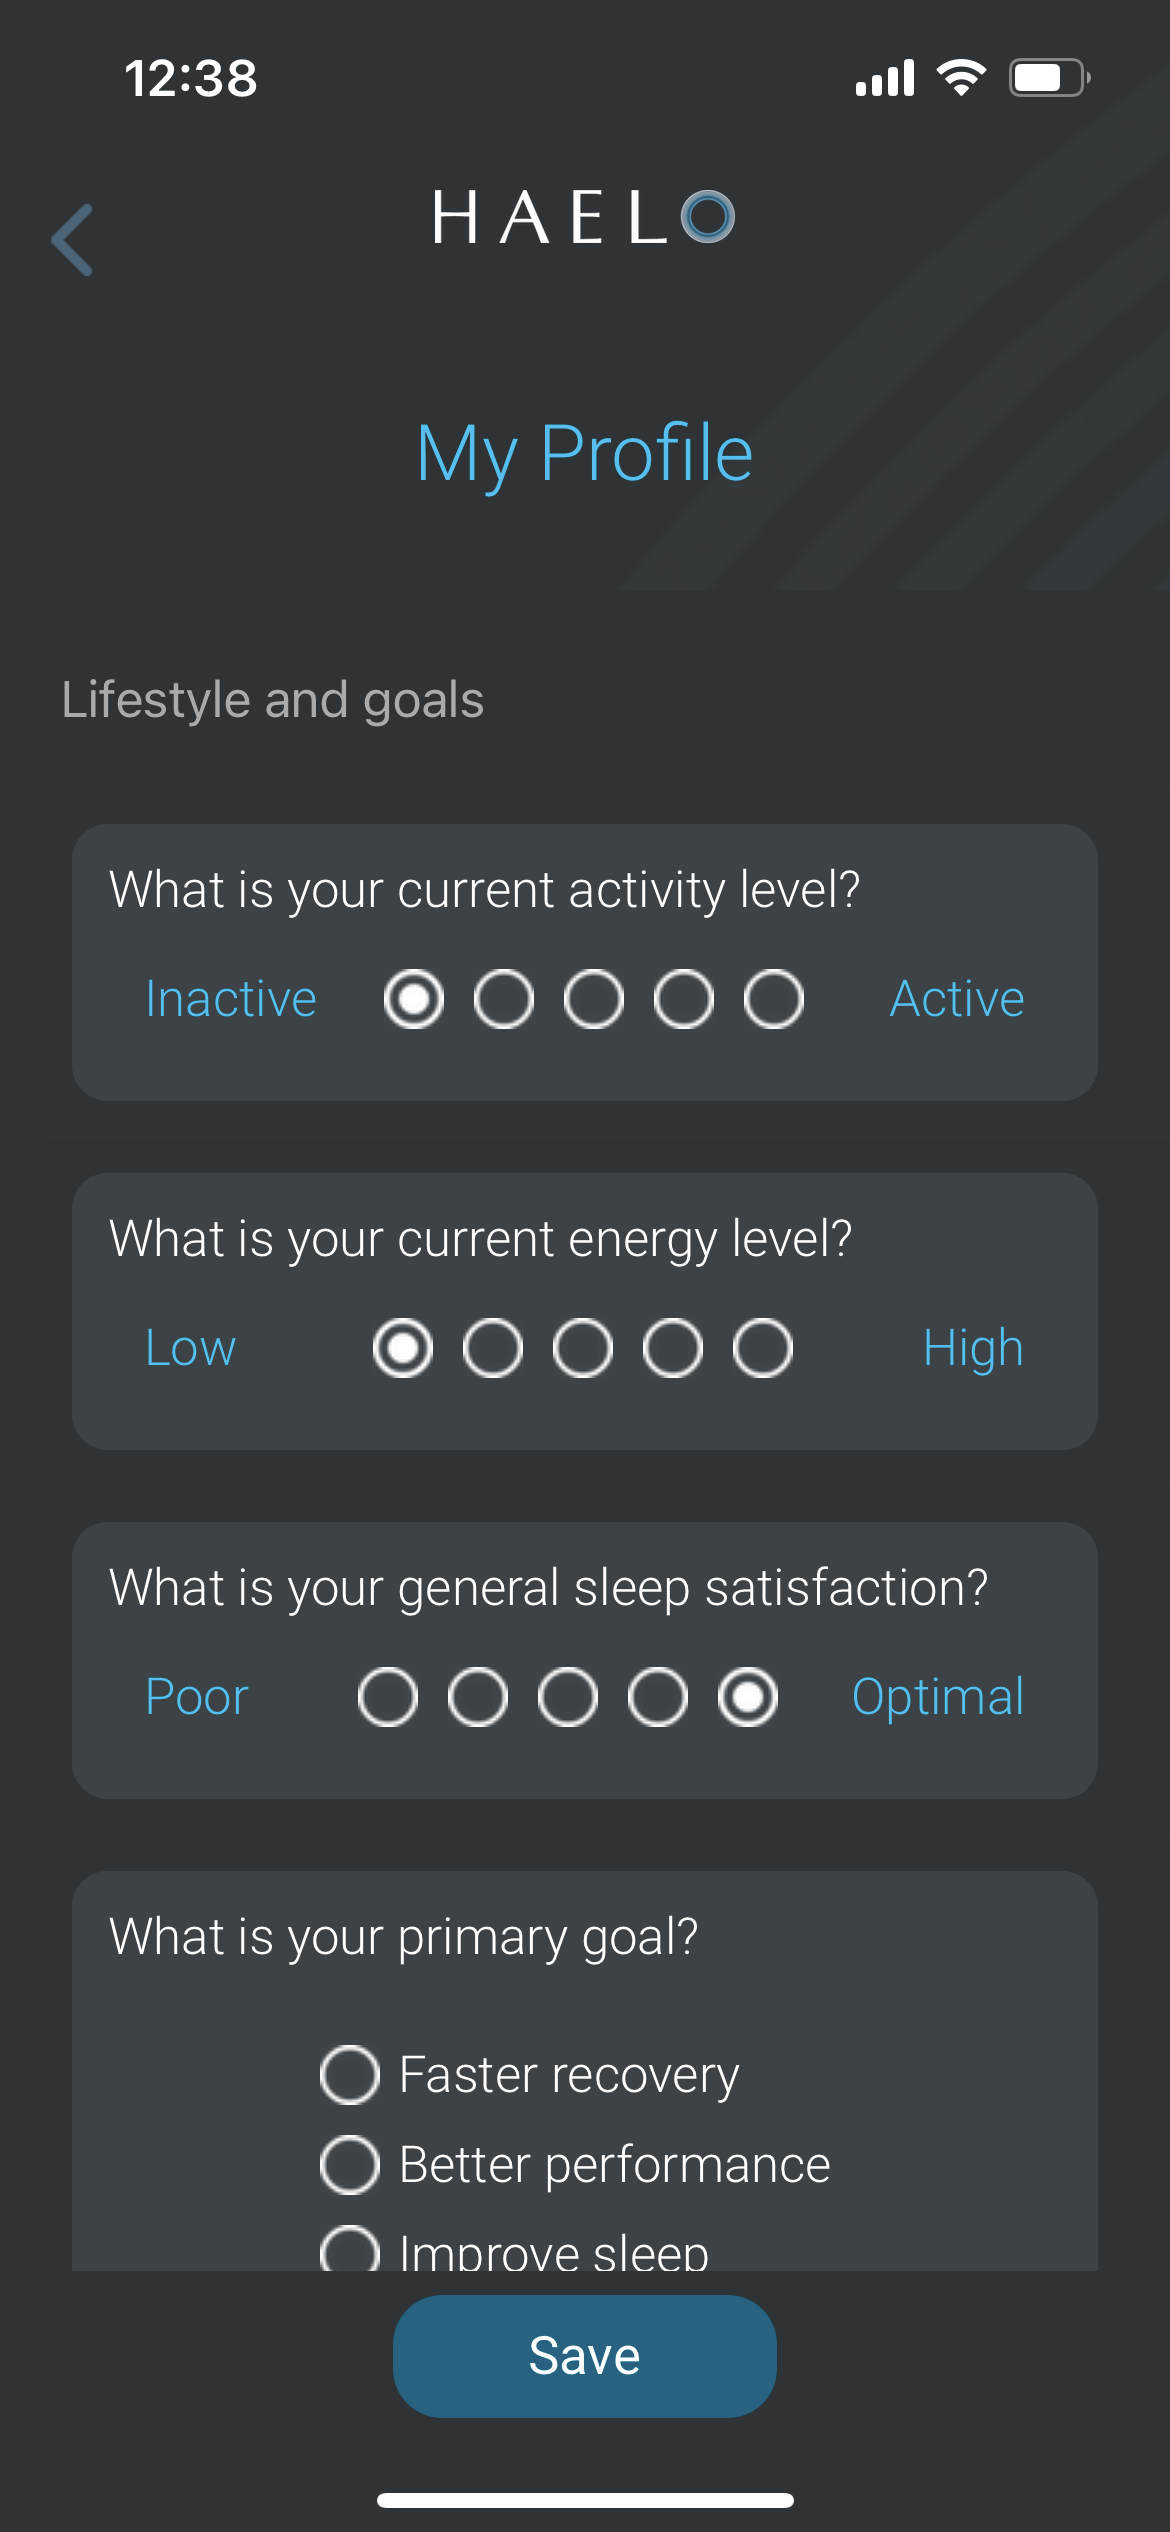 12:38
HAELO
My Profile
Lifestyle and goals
What is your current activity level?
Inactive Active
What is your current energy level?
Low High
What is your general sleep satisfaction?
Poor Optimal
What is your primary goal?
Faster recovery
Better performance
Improve sleep
Save